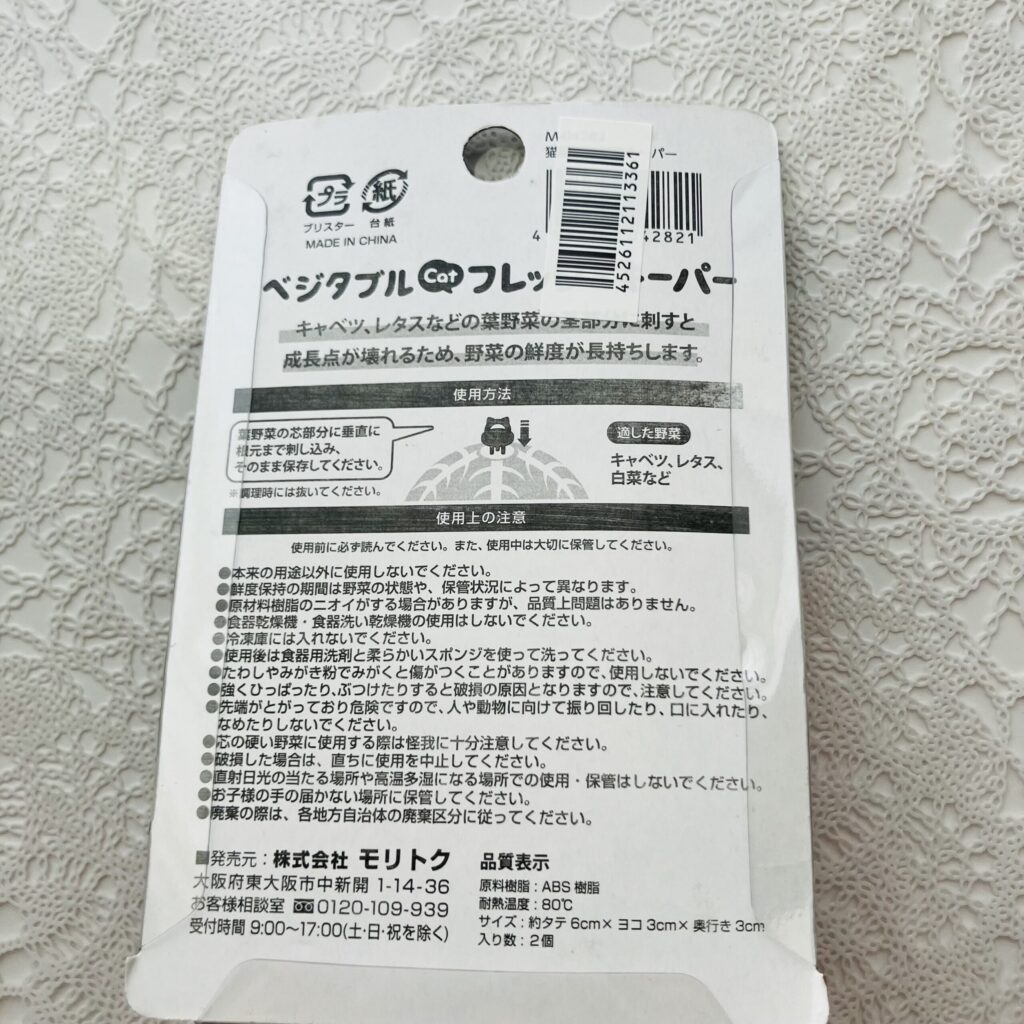 プラ
紙
ブリスター 台紙
MADE IN CHINA
猫
パー
4
42821
4526112113361
ベジタブル Cat フレッ ーパー
キャベツ、レタスなどの葉野菜の茎部分に刺すと
成長点が壊れるため、野菜の鮮度が長持ちします。
使用方法
葉野菜の芯部分に垂直に
根元まで刺し込み、
そのまま保存してください。
※調理時には抜いてください。
適した野菜
キャベツ、レタス、
白菜など
使用上の注意
使用前に必ず読んでください。また、使用中は大切に保管してください。
●本来の用途以外に使用しないでください。
●鮮度保持の期間は野菜の状態や、保管状況によって異なります。
●原材料樹脂のニオイがする場合がありますが、品質上問題はありません。
●食器乾燥機・食器洗い乾燥機の使用はしないでください。
●冷凍庫には入れないでください。
●使用後は食器用洗剤と柔らかいスポンジを使って洗ってください。
●たわしやみがき粉でみがくと傷がつくことがありますので、使用しないでください。
●強くひっぱったり、ぶつけたりすると破損の原因となりますので、注意してください。
●先端がとがっており危険ですので、人や動物に向けて振り回したり、口に入れたり、
なめたりしないでください。
●芯の硬い野菜に使用する際は怪我に十分注意してください。
●破損した場合は、直ちに使用を中止してください。
●直射日光の当たる場所や高温多湿になる場所での使用・保管はしないでください。
●お子様の手の届かない場所に保管してください。
●廃棄の際は、各地方自治体の廃棄区分に従ってください。
■発売元:株式会社 モリトク
大阪府東大阪市中新開 1-14-36
お客様相談室 0120-109-939
受付時間 9:00〜17:00(土・日・祝を除く)
品質表示
原料樹脂:ABS 樹脂
耐熱温度:80℃
サイズ:約タテ 6cm× ヨコ 3cm× 奥行き 3cm
入り数:2個